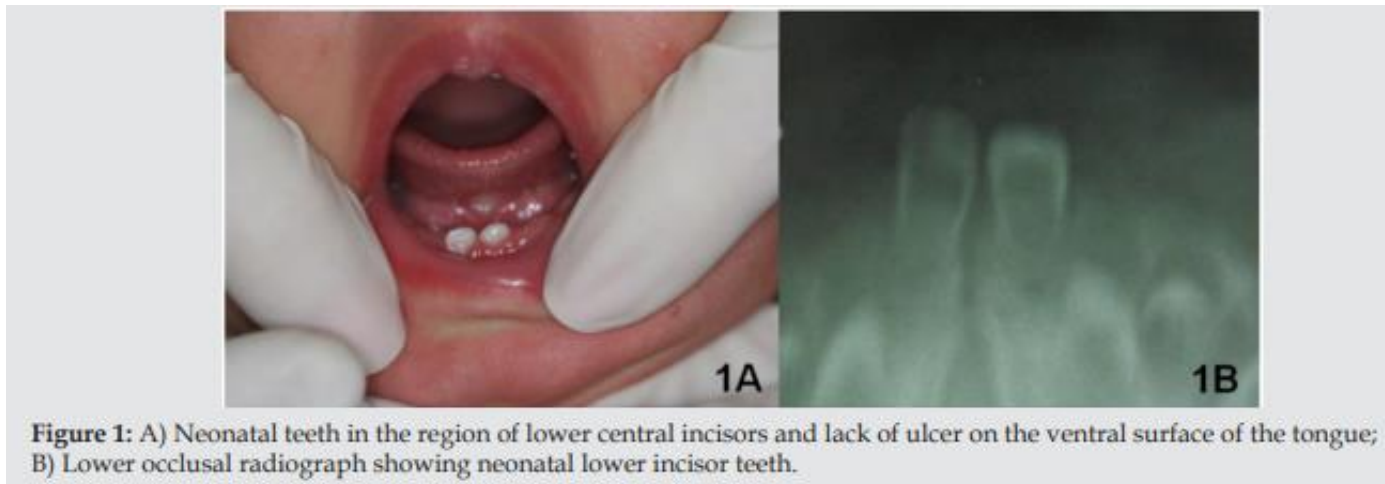 1A
1B
Figure 1: A) Neonatal teeth in the region of lower central incisors and lack of ulcer on the ventral surface of the tongue;
B) Lower occlusal radiograph showing neonatal lower incisor teeth.